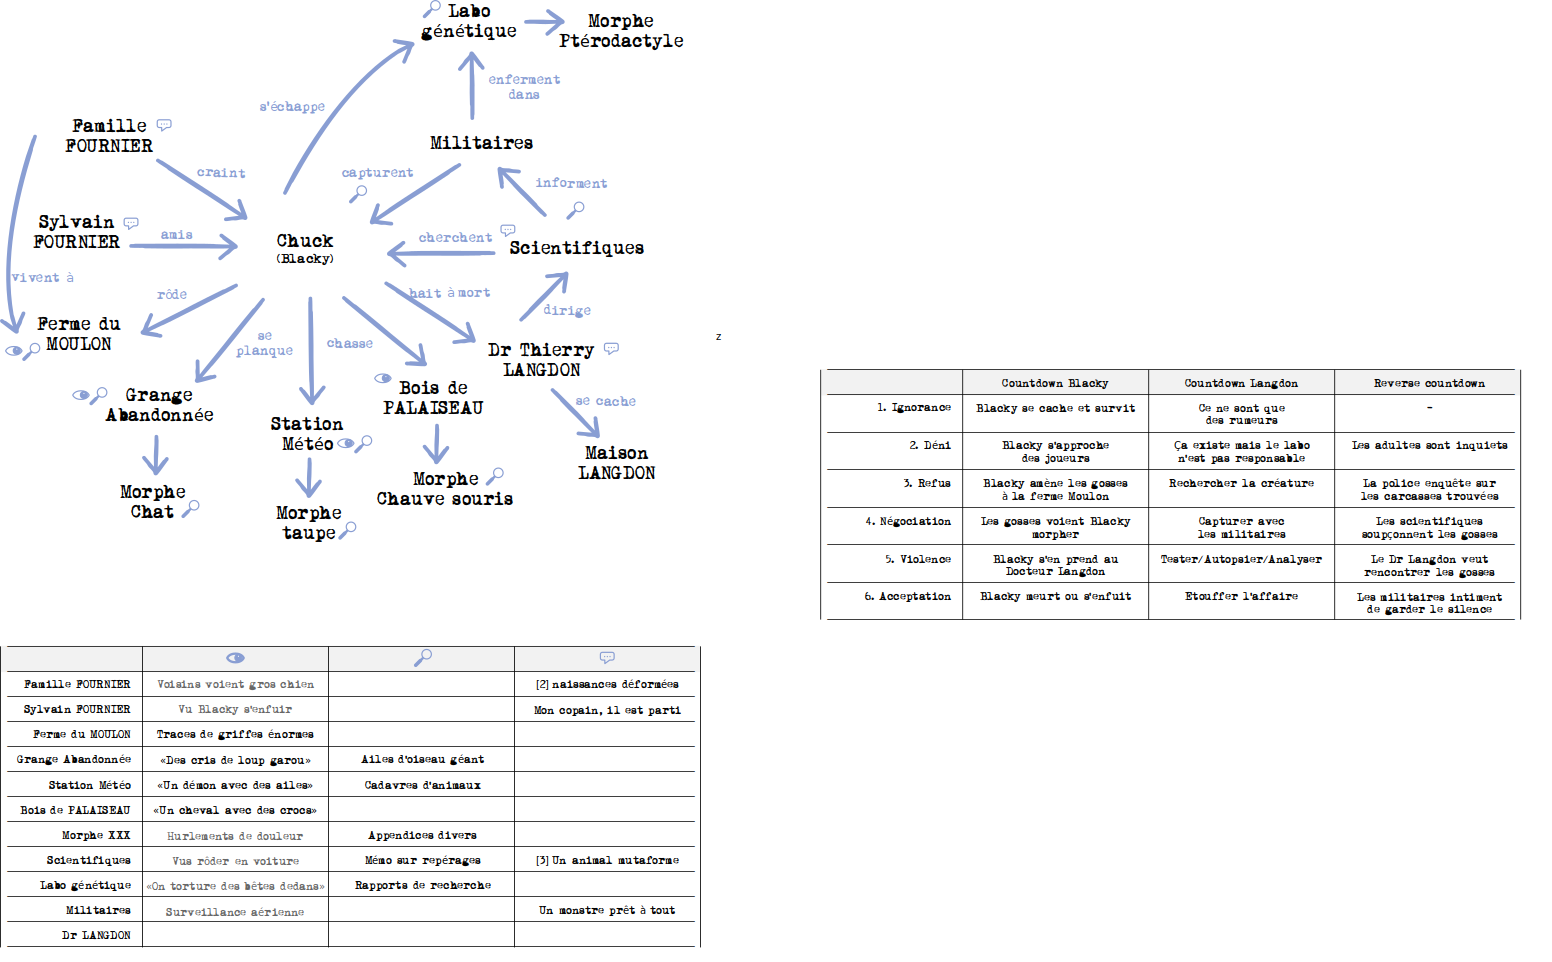 Labo
génétique
Morphe
Ptérodactyle
enferment
dans
s'échappe
Famille
FOURNIER
Militaires
craint
capturent
informent
Sylvain
FOURNIER
amis
Chuck
(Blacky)
cherchent
Scientifiques
vivent à
rôde
hait à mort
dirige
Ferme du
MOULON
se
planque
chasse
Dr Thierry
LANGDON
Grange
Abandonnée
Bois de
PALAISEAU
se cache
Station
Météo
Maison
LANGDON
Morphe
Chat
Morphe
Chauve souris
Morphe
taupe
z
Countdown Blacky Countdown Langdon Reverse countdown
1. Ignorance Blacky se cache et survit Ce ne sont que -
des rumeurs
2. Déni Blacky s'approche Ça existe mais le labo Les adultes sont inquiets
des joueurs n'est pas responsable
3. Refus Blacky amène les gosses Rechercher la créature La police enquête sur
à la ferme Moulon les carcasses trouvées
4. Négociation Les gosses voient Blacky Capturer avec Les scientifiques
morpher les militaires soupçonnent les gosses
5. Violence Blacky s'en prend au Tester/Autopsier/Analyser Le Dr Langdon veut
Docteur Langdon rencontrer les gosses
6. Acceptation Blacky meurt ou s'enfuit Etouffer l'affaire Les militaires intiment
de garder le silence
Famille FOURNIER Voisins voient gros chien [2] naissances déformées
Sylvain FOURNIER Vu Blacky s'enfuir Mon copain, il est parti
Ferme du MOULON Traces de griffes énormes
Grange Abandonnée «Des cris de loup garou» Ailes d'oiseau géant
Station Météo «Un démon avec des ailes» Cadavres d'animaux
Bois de PALAISEAU «Un cheval avec des crocs»
Morphe XXX Hurlements de douleur Appendices divers
Scientifiques Vus rôder en voiture Mémo sur repérages [3] Un animal mutaforme
Labo génétique «On torture des bêtes dedans» Rapports de recherche
Militaires Surveillance aérienne Un monstre prêt à tout
Dr LANGDON